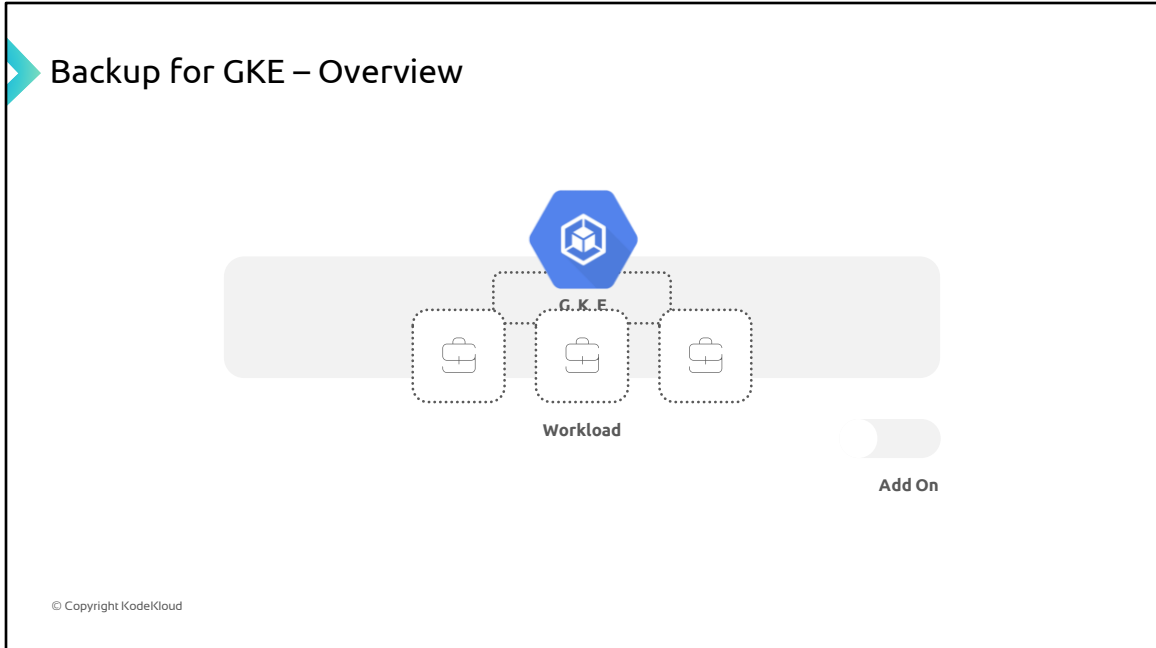 Backup for GKE – Overview
G K E
Workload
Add On
© Copyright KodeKloud